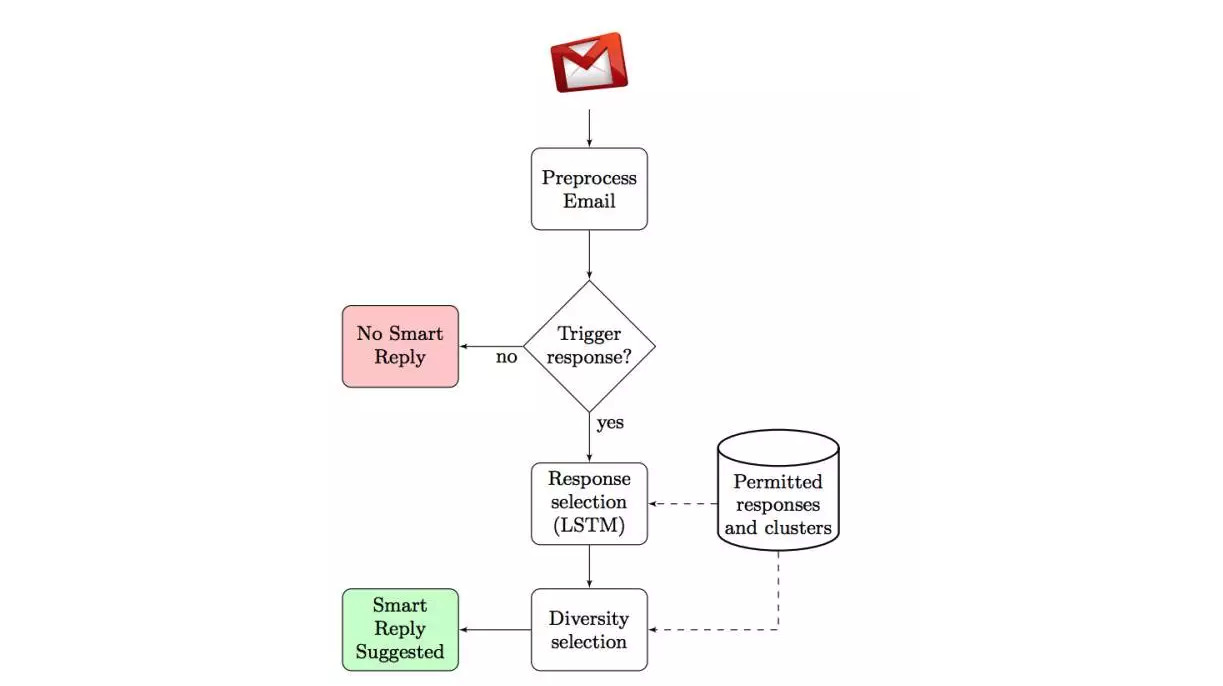 Preprocess
Email
Trigger
response?
No Smart
Reply
no
yes
Response
selection
(LSTM)
Permitted
responses
and clusters
Diversity
selection
Smart
Reply
Suggested